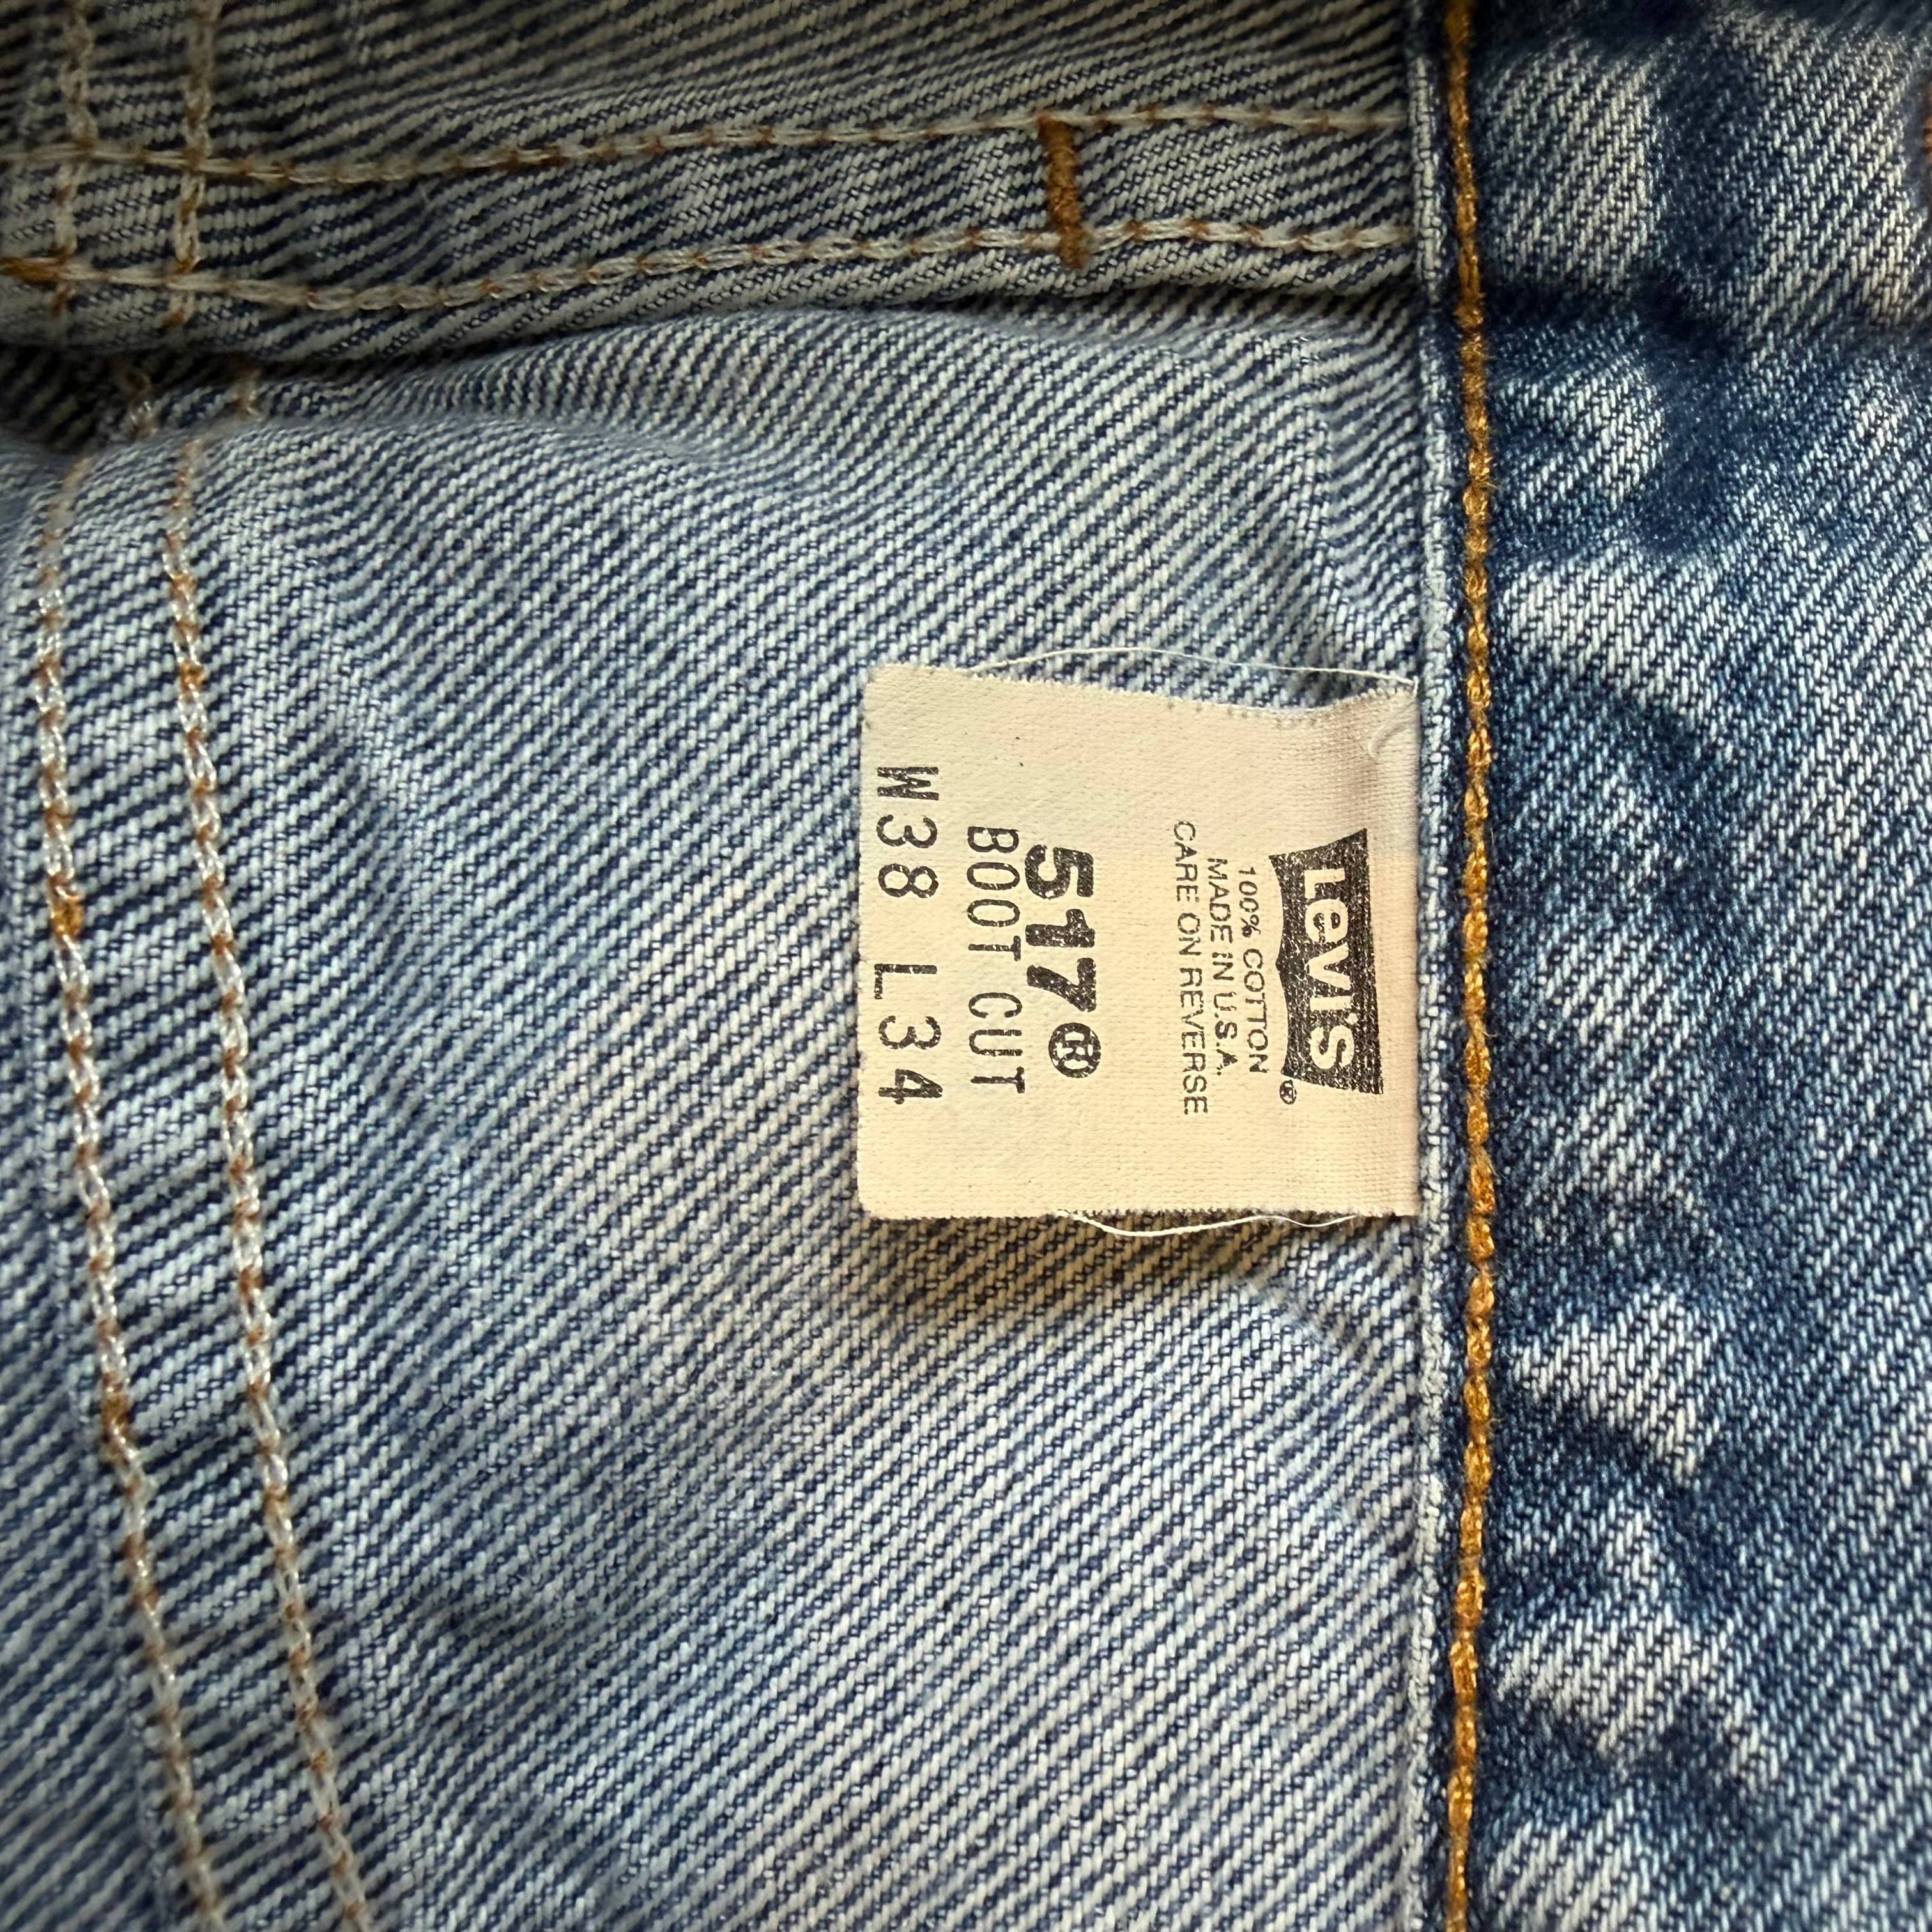 Levi's®
100% COTTON
MADE IN U.S.A.
CARE ON REVERSE
517®
BOOT CUT
W38 L34